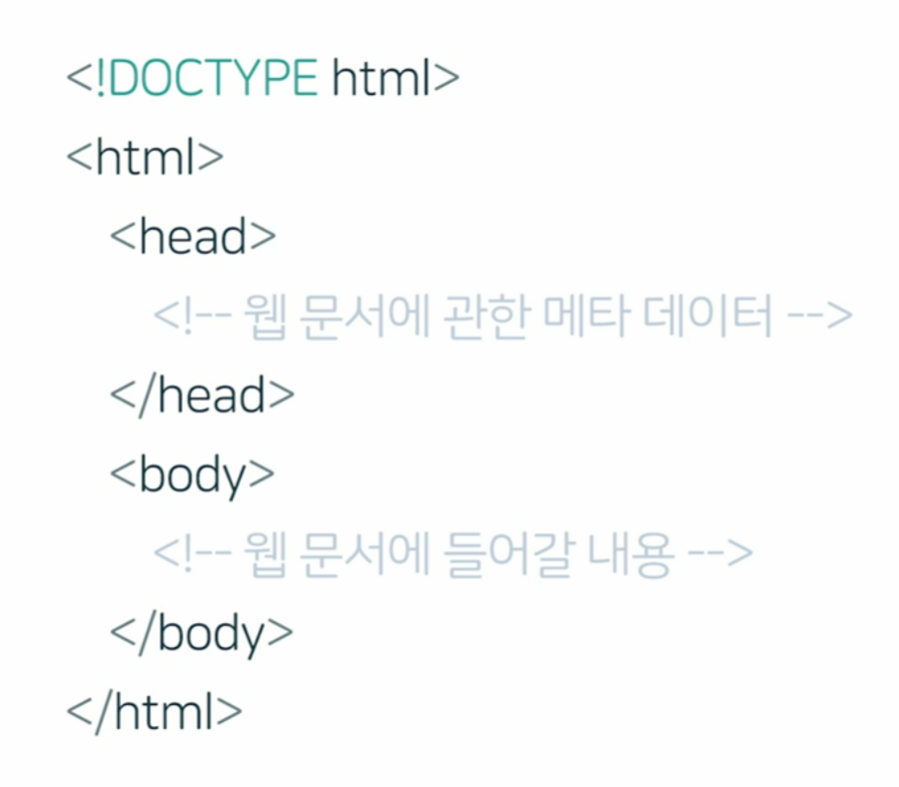 <!DOCTYPE html>
<html>
<head>
<!-- 웹 문서에 관한 메타 데이터 -->
</head>
<body>
<!-- 웹 문서에 들어갈 내용 -->
</body>
</html>